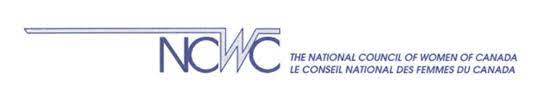 NCWC
THE NATIONAL COUNCIL OF WOMEN OF CANADA
LE CONSEIL NATIONAL DES FEMMES DU CANADA